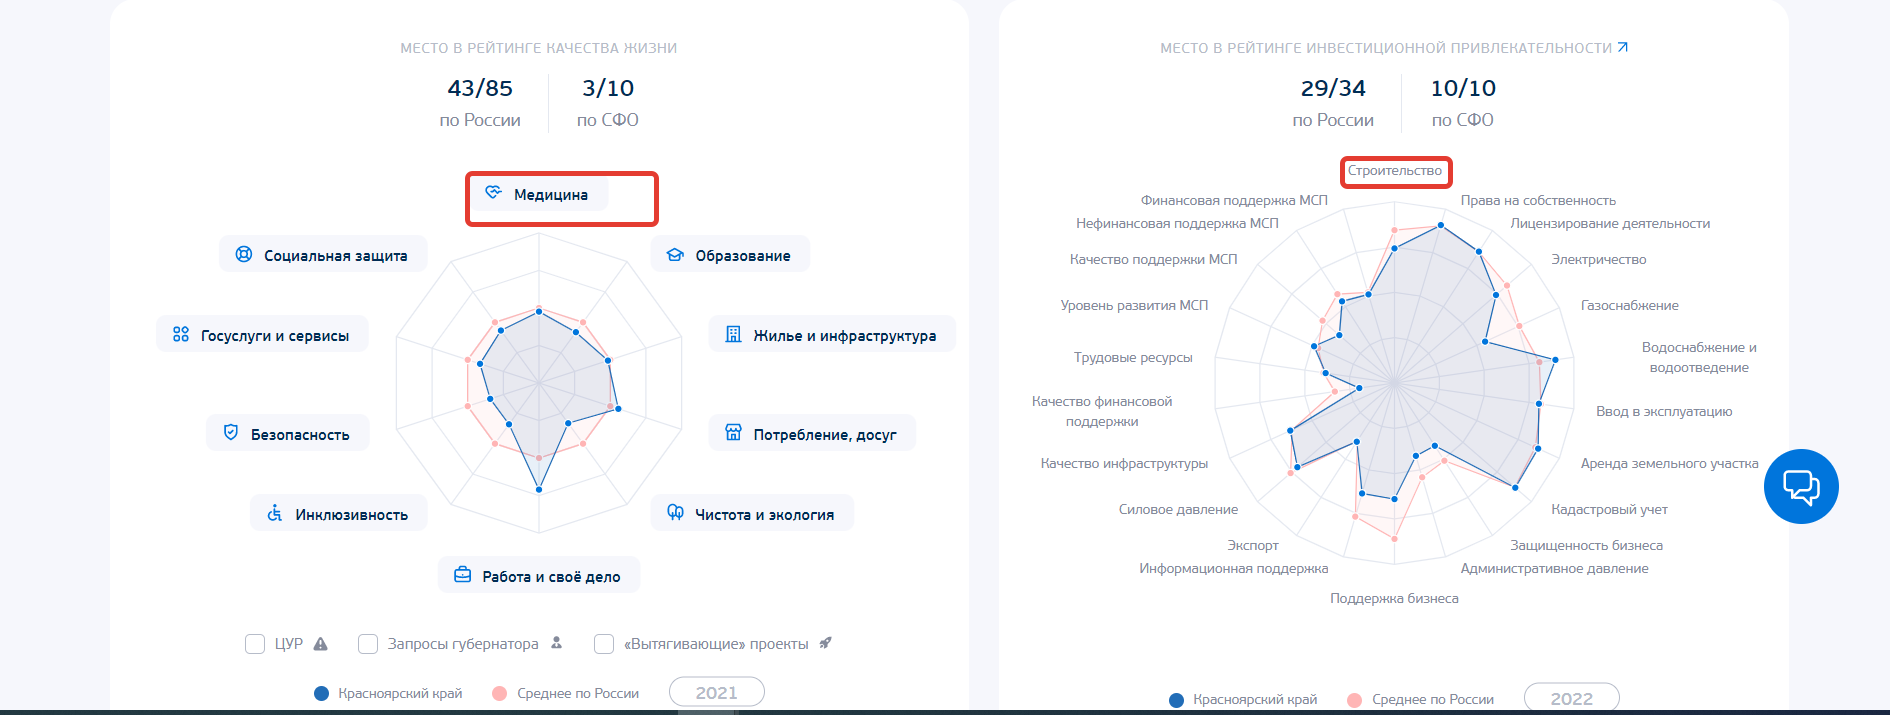 МЕСТО В РЕЙТИНГЕ КАЧЕСТВА ЖИЗНИ
43/85
по России
3/10
по СФО
Медицина
Социальная защита
Образование
Госуслуги и сервисы
Жилье и инфраструктура
Безопасность
Потребление, досуг
Инклюзивность
Чистота и экология
Работа и своё дело
ЦУР
Запросы губернатора
«Вытягивающие» проекты
Красноярский край
Среднее по России
2021
МЕСТО В РЕЙТИНГЕ ИНВЕСТИЦИОННОЙ ПРИВЛЕКАТЕЛЬНОСТИ
29/34
по России
10/10
по СФО
Строительство
Финансовая поддержка МСП
Права на собственность
Нефинансовая поддержка МСП
Лицензирование деятельности
Качество поддержки МСП
Электричество
Уровень развития МСП
Газоснабжение
Трудовые ресурсы
Водоснабжение и
водоотведение
Качество финансовой
поддержки
Ввод в эксплуатацию
Качество инфраструктуры
Аренда земельного участка
Силовое давление
Кадастровый учет
Экспорт
Защищенность бизнеса
Информационная поддержка
Административное давление
Поддержка бизнеса
Красноярский край
Среднее по России
2022